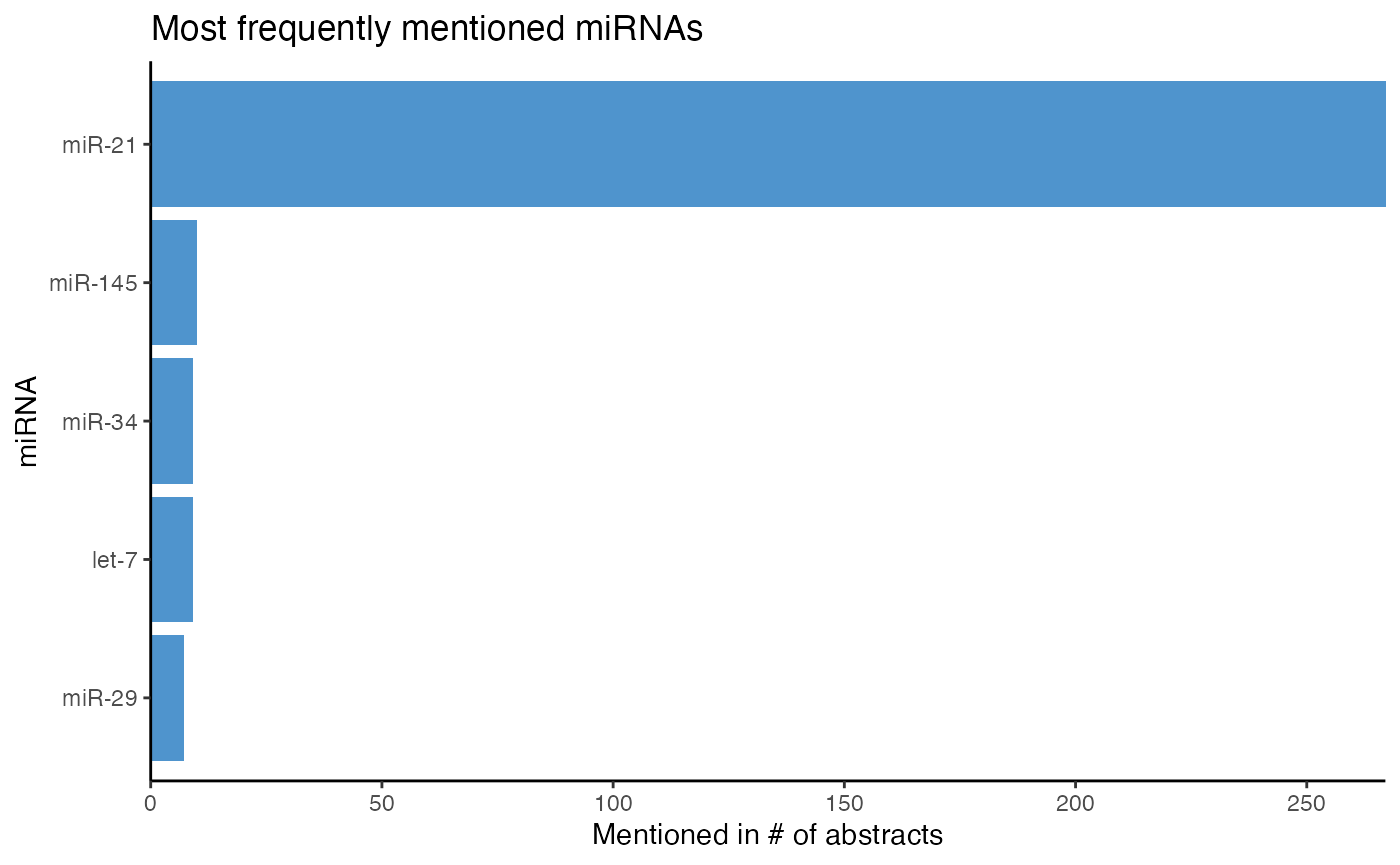 Most frequently mentioned miRNAs
miRNA
miR-21
miR-145
miR-34
let-7
miR-29
0 50 100 150 200 250
Mentioned in # of abstracts